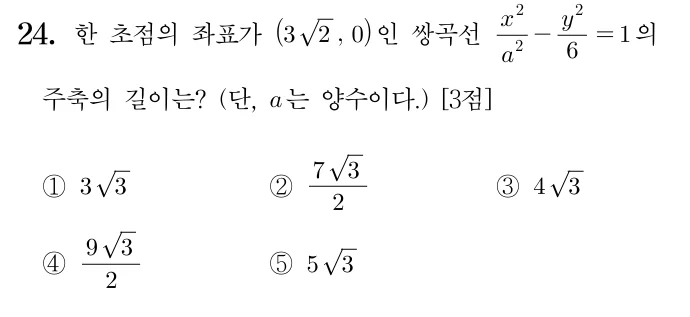 24. 한 초점의 좌표가 (3√2, 0)인 쌍곡선 x²/a² − y²/6 = 1의
주축의 길이는? (단, a는 양수이다.) [3점]
① 3√3 ② 7√3/2 ③ 4√3
④ 9√3/2 ⑤ 5√3